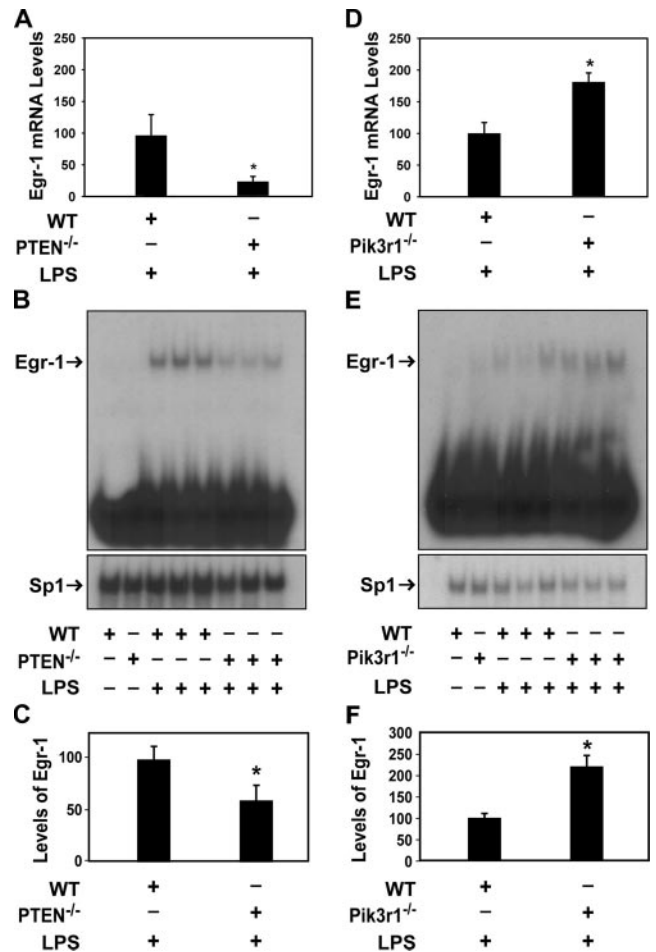 A
Egr-1 mRNA Levels
250
200
150
100
50
0
WT + –
PTEN-/- – +
LPS + +
D
Egr-1 mRNA Levels
250
200
150
100
50
0
*
*
WT + –
Pik3r1-/- – +
LPS + +
B
Egr-1→
Sp1→
WT + – + + + – – –
PTEN-/- – + – – – + + +
LPS – – + + + + + +
E
Egr-1→
Sp1→
WT + – + + + – – –
Pik3r1-/- – + – – – + + +
LPS – – + + + + + +
C
Levels of Egr-1
100
50
0
*
WT + –
PTEN-/- – +
LPS + +
F
Levels of Egr-1
300
250
200
150
100
50
0
*
WT + –
Pik3r1-/- – +
LPS + +